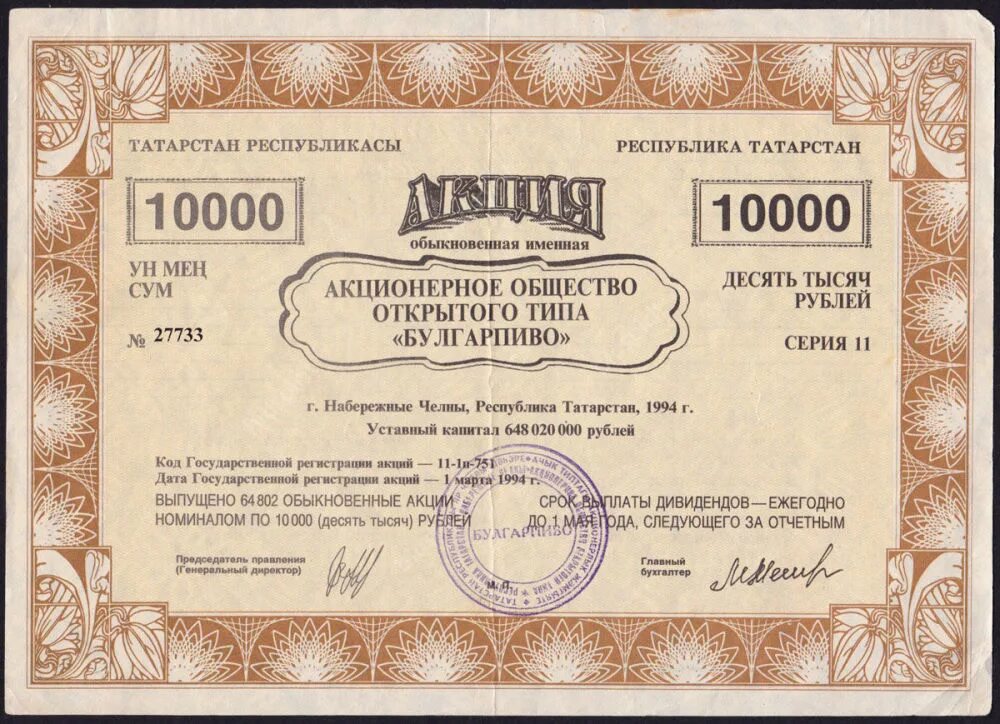 ТАТАРСТАН РЕСПУБЛИКАСЫ
РЕСПУБЛИКА ТАТАРСТАН
10000
АКЦИЯ
обыкновенная именная
10000
УН МЕҢ
СУМ
№ 27733
АКЦИОНЕРНОЕ ОБЩЕСТВО
ОТКРЫТОГО ТИПА
«БУЛГАРПИВО»
ДЕСЯТЬ ТЫСЯЧ
РУБЛЕЙ
СЕРИЯ 11
г. Набережные Челны, Республика Татарстан, 1994 г.
Уставный капитал 648 020 000 рублей
Код Государственной регистрации акций — 11-1п-751
Дата Государственной регистрации акций — 1 марта 1994 г.
ВЫПУЩЕНО 64 802 ОБЫКНОВЕННЫЕ АКЦИИ
НОМИНАЛОМ ПО 10 000 (десять тысяч) РУБЛЕЙ
СРОК ВЫПЛАТЫ ДИВИДЕНДОВ — ЕЖЕГОДНО
ДО 1 МАЯ ГОДА, СЛЕДУЮЩЕГО ЗА ОТЧЕТНЫМ
БУЛГАРПИВО
Председатель правления
(Генеральный директор)
М. П.
Главный
бухгалтер